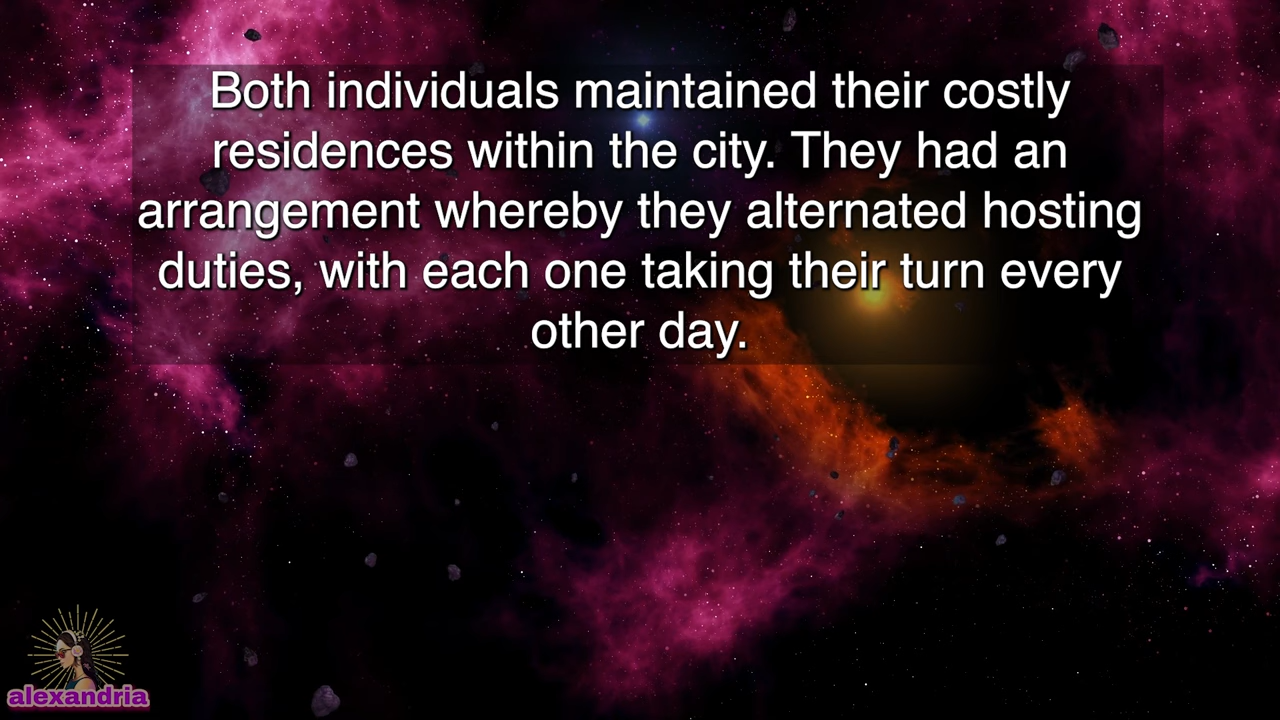 Both individuals maintained their costly
residences within the city. They had an
arrangement whereby they alternated hosting
duties, with each one taking their turn every
other day.
alexandria